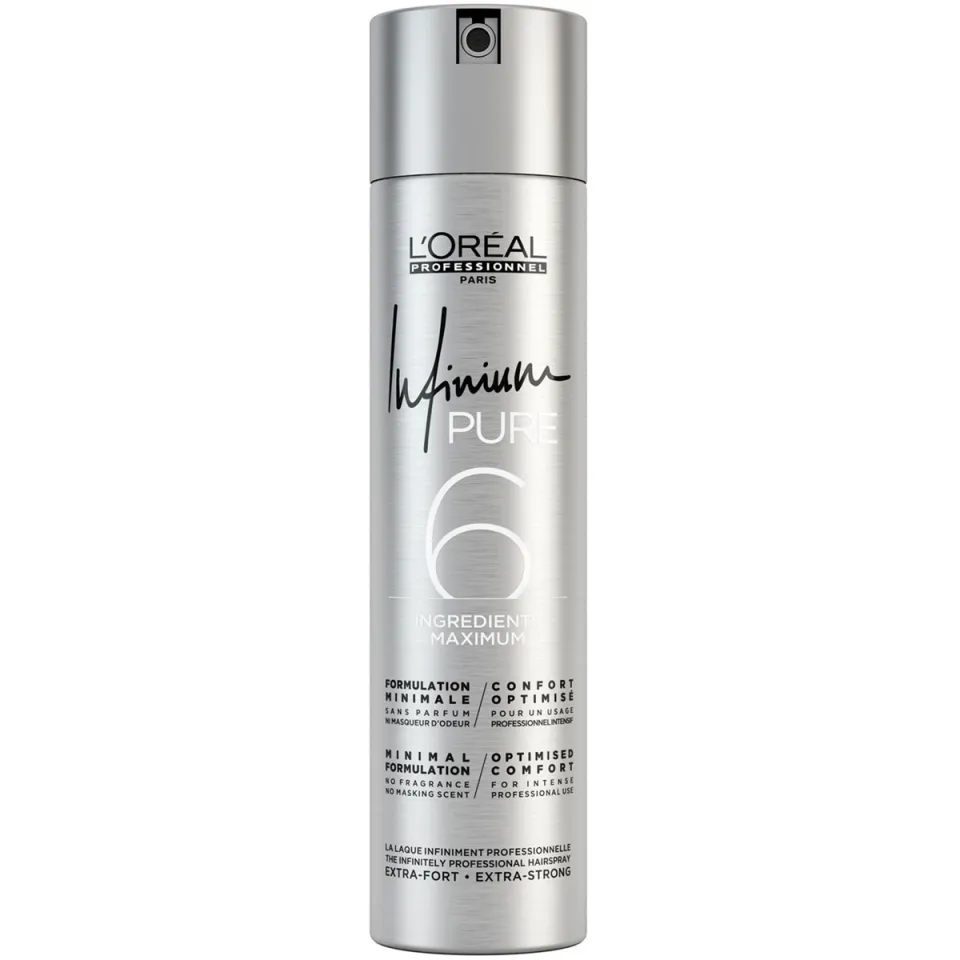 L'ORÉAL
PROFESSIONNEL
PARIS
Infinium
PURE
6
INGREDIENTS
MAXIMUM
FORMULATION
MINIMALE
SANS PARFUM
NI MASQUEUR D'ODEUR
CONFORT
OPTIMISÉ
POUR UN USAGE
PROFESSIONNEL INTENSIF
MINIMAL
FORMULATION
NO FRAGRANCE
NO MASKING SCENT
OPTIMISED
COMFORT
FOR INTENSE
PROFESSIONAL USE
LA LAQUE INFINIMENT PROFESSIONNELLE
THE INFINITELY PROFESSIONAL HAIRSPRAY
EXTRA-FORT • EXTRA-STRONG